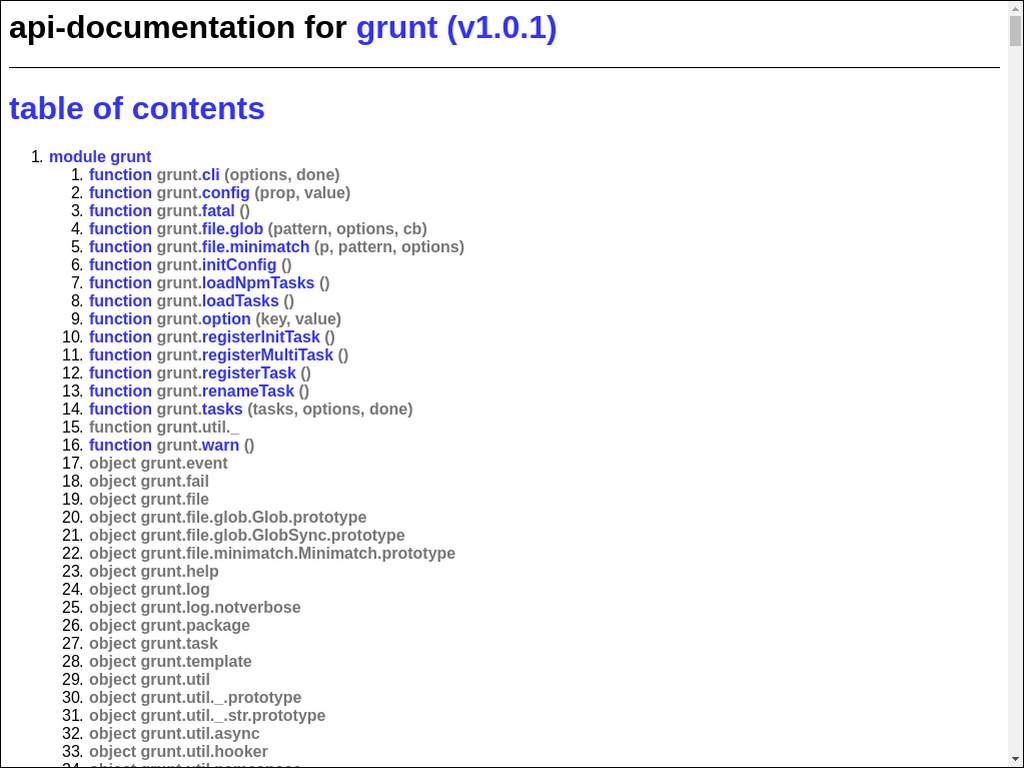 api-documentation for grunt (v1.0.1)
table of contents
1. module grunt
1. function grunt.cli (options, done)
2. function grunt.config (prop, value)
3. function grunt.fatal ()
4. function grunt.file.glob (pattern, options, cb)
5. function grunt.file.minimatch (p, pattern, options)
6. function grunt.initConfig ()
7. function grunt.loadNpmTasks ()
8. function grunt.loadTasks ()
9. function grunt.option (key, value)
10. function grunt.registerInitTask ()
11. function grunt.registerMultiTask ()
12. function grunt.registerTask ()
13. function grunt.renameTask ()
14. function grunt.tasks (tasks, options, done)
15. function grunt.util._
16. function grunt.warn ()
17. object grunt.event
18. object grunt.fail
19. object grunt.file
20. object grunt.file.glob.Glob.prototype
21. object grunt.file.glob.GlobSync.prototype
22. object grunt.file.minimatch.Minimatch.prototype
23. object grunt.help
24. object grunt.log
25. object grunt.log.notverbose
26. object grunt.package
27. object grunt.task
28. object grunt.template
29. object grunt.util
30. object grunt.util._.prototype
31. object grunt.util._.str.prototype
32. object grunt.util.async
33. object grunt.util.hooker
34. object grunt.util.namespace